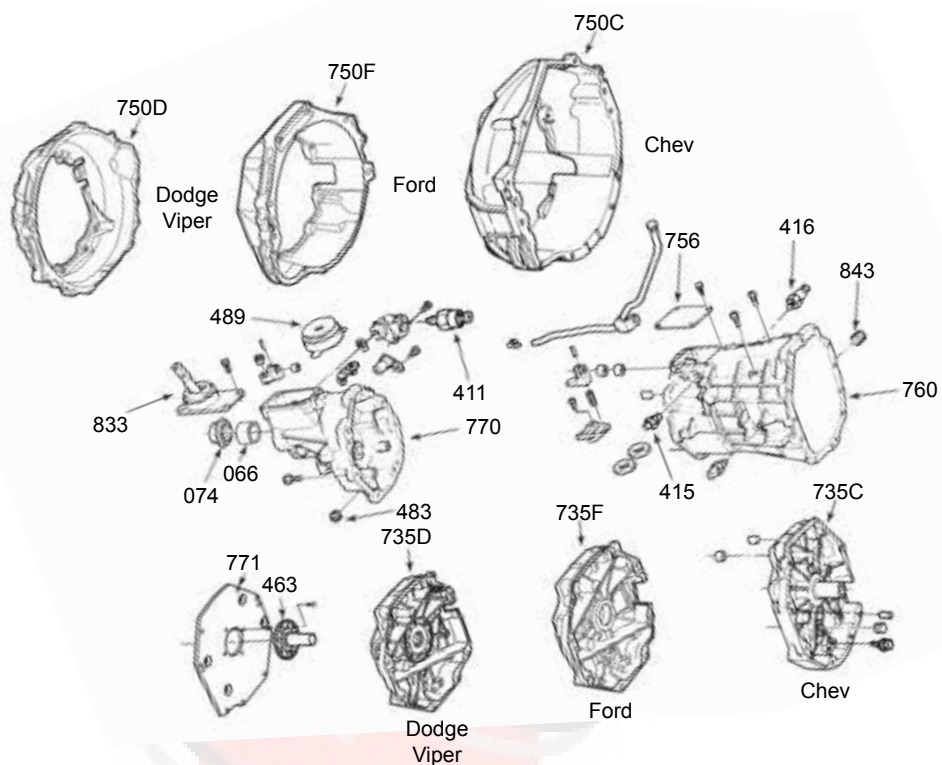 750C
750F
750D
Chev
Ford
Dodge
Viper
756
416
843
489
411
760
833
770
066
074
415
483
735C
735F
735D
771
463
Chev
Ford
Dodge
Viper